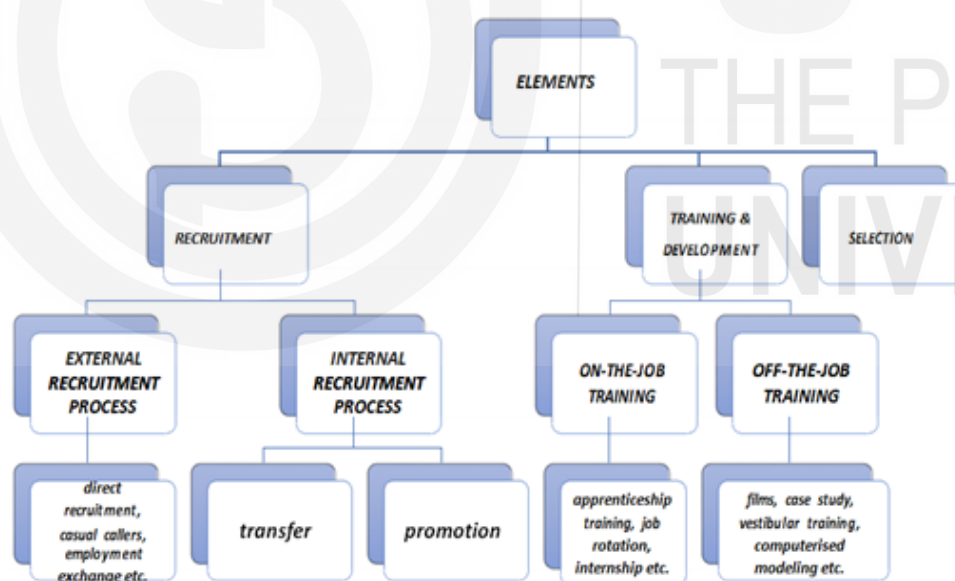 ELEMENTS
THE P
UNIVE
RECRUITMENT
TRAINING &
DEVELOPMENT
SELECTION
EXTERNAL
RECRUITMENT
PROCESS
INTERNAL
RECRUITMENT
PROCESS
ON-THE-JOB
TRAINING
OFF-THE-JOB
TRAINING
direct
recruitment,
casual callers,
employment
exchange etc.
transfer
promotion
apprenticeship
training, job
rotation,
internship etc.
films, case study,
vestibular training,
computerised
modeling etc.